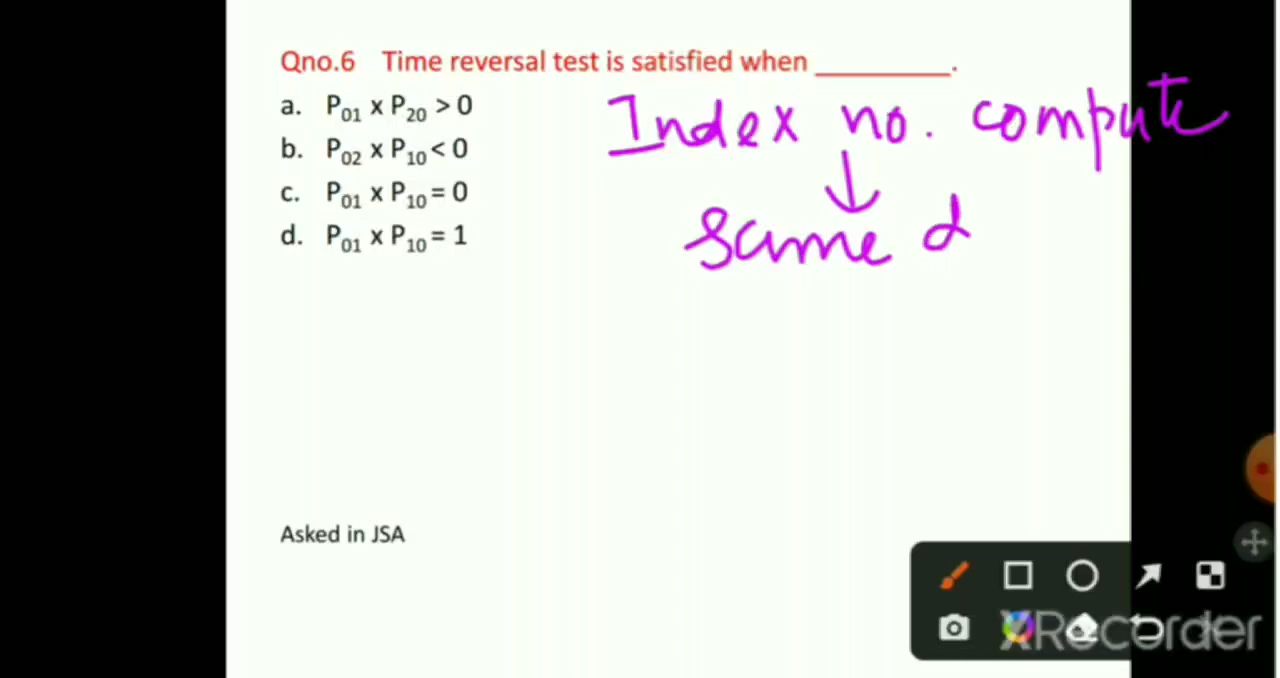 Qno.6 Time reversal test is satisfied when _________.
a. P₀₁ x P₂₀ > 0
b. P₀₂ x P₁₀ < 0
c. P₀₁ x P₁₀ = 0
d. P₀₁ x P₁₀ = 1
Index no. compute
↓
Same d
Asked in JSA
XRecorder